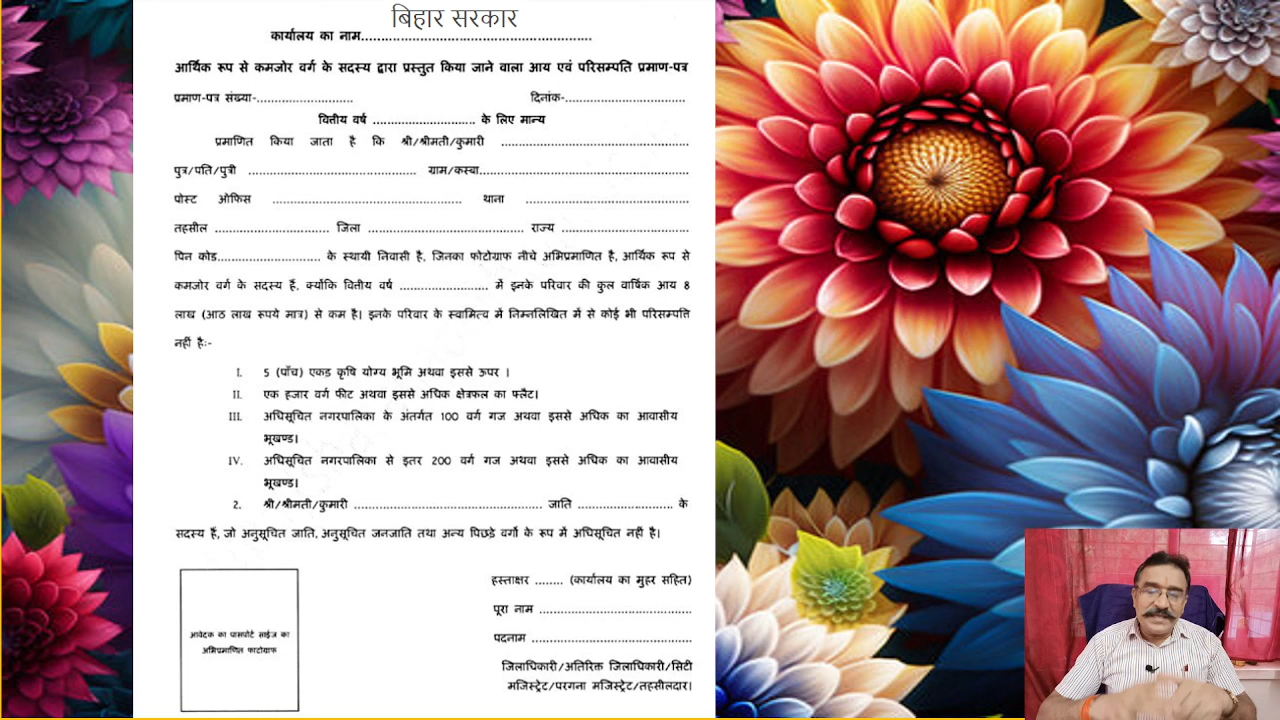 बिहार सरकार
कार्यालय का नाम.........................................................
आर्थिक रूप से कमजोर वर्ग के सदस्य द्वारा प्रस्तुत किया जाने वाला आय एवं परिसम्पति प्रमाण-पत्र
प्रमाण-पत्र संख्या-........................... दिनांक-..................................
वित्तीय वर्ष ............................. के लिए मान्य
प्रमाणित किया जाता है कि श्री/श्रीमती/कुमारी .....................................................
पुत्र/पति/पुत्री ............................................... ग्राम/कस्बा...........................................................
पोस्ट ऑफिस ..................................................... थाना ..............................................
तहसील ................................ जिला ............................................ राज्य ....................................
पिन कोड............................. के स्थायी निवासी है, जिनका फोटोग्राफ नीचे अभिप्रमाणित है, आर्थिक रूप से
कमजोर वर्ग के सदस्य हैं, क्योंकि वित्तीय वर्ष ......................... में इनके परिवार की कुल वार्षिक आय 8
लाख (आठ लाख रूपये मात्र) से कम है। इनके परिवार के स्वामित्व में निम्नलिखित में से कोई भी परिसम्पत्ति
नहीं है:-
I. 5 (पाँच) एकड़ कृषि योग्य भूमि अथवा इससे ऊपर ।
II. एक हजार वर्ग फीट अथवा इससे अधिक क्षेत्रफल का फ्लैट।
III. अधिसूचित नगरपालिका के अंतर्गत 100 वर्ग गज अथवा इससे अधिक का आवासीय
भूखण्ड।
IV. अधिसूचित नगरपालिका से इतर 200 वर्ग गज अथवा इससे अधिक का आवासीय
भूखण्ड।
2. श्री/श्रीमती/कुमारी ..................................................... जाति ........................... के
सदस्य हैं, जो अनुसूचित जाति, अनुसूचित जनजाति तथा अन्य पिछड़े वर्गो के रूप में अधिसूचित नहीं है।
आवेदक का पासपोर्ट साईज का
अभिप्रमाणित फाटोग्राफ
हस्ताक्षर ........ (कार्यालय का मुहर सहित)
पूरा नाम ...........................................
पदनाम .............................................
जिलाधिकारी/अतिरिक्त जिलाधिकारी/सिटी
मजिस्ट्रेट/परगना मजिस्ट्रेट/तहसीलदार।